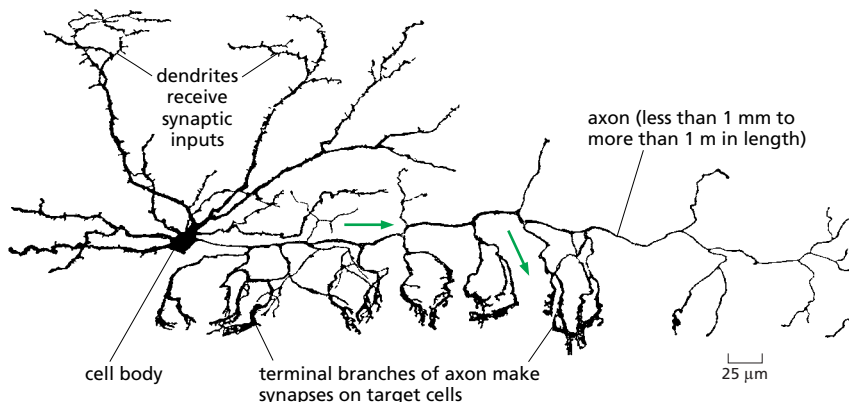 dendrites
receive
synaptic
inputs
axon (less than 1 mm to
more than 1 m in length)
cell body
terminal branches of axon make
synapses on target cells
25 μm